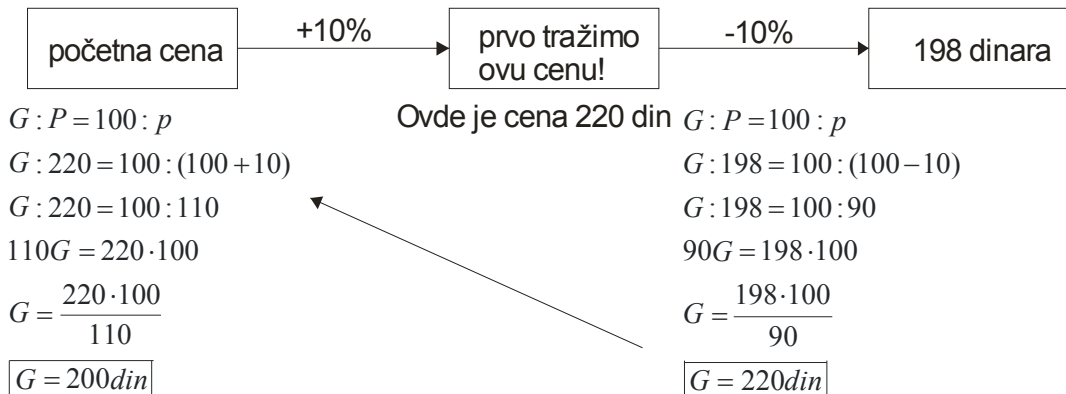 početna cena
+10%
prvo tražimo
ovu cenu!
-10%
198 dinara
Ovde je cena 220 din
G : P = 100 : p
G : 220 = 100 : (100 + 10)
G : 220 = 100 : 110
110G = 220 · 100
G = \frac{220 · 100}{110}
G = 200din
G : P = 100 : p
G : 198 = 100 : (100 − 10)
G : 198 = 100 : 90
90G = 198 · 100
G = \frac{198 · 100}{90}
G = 220din